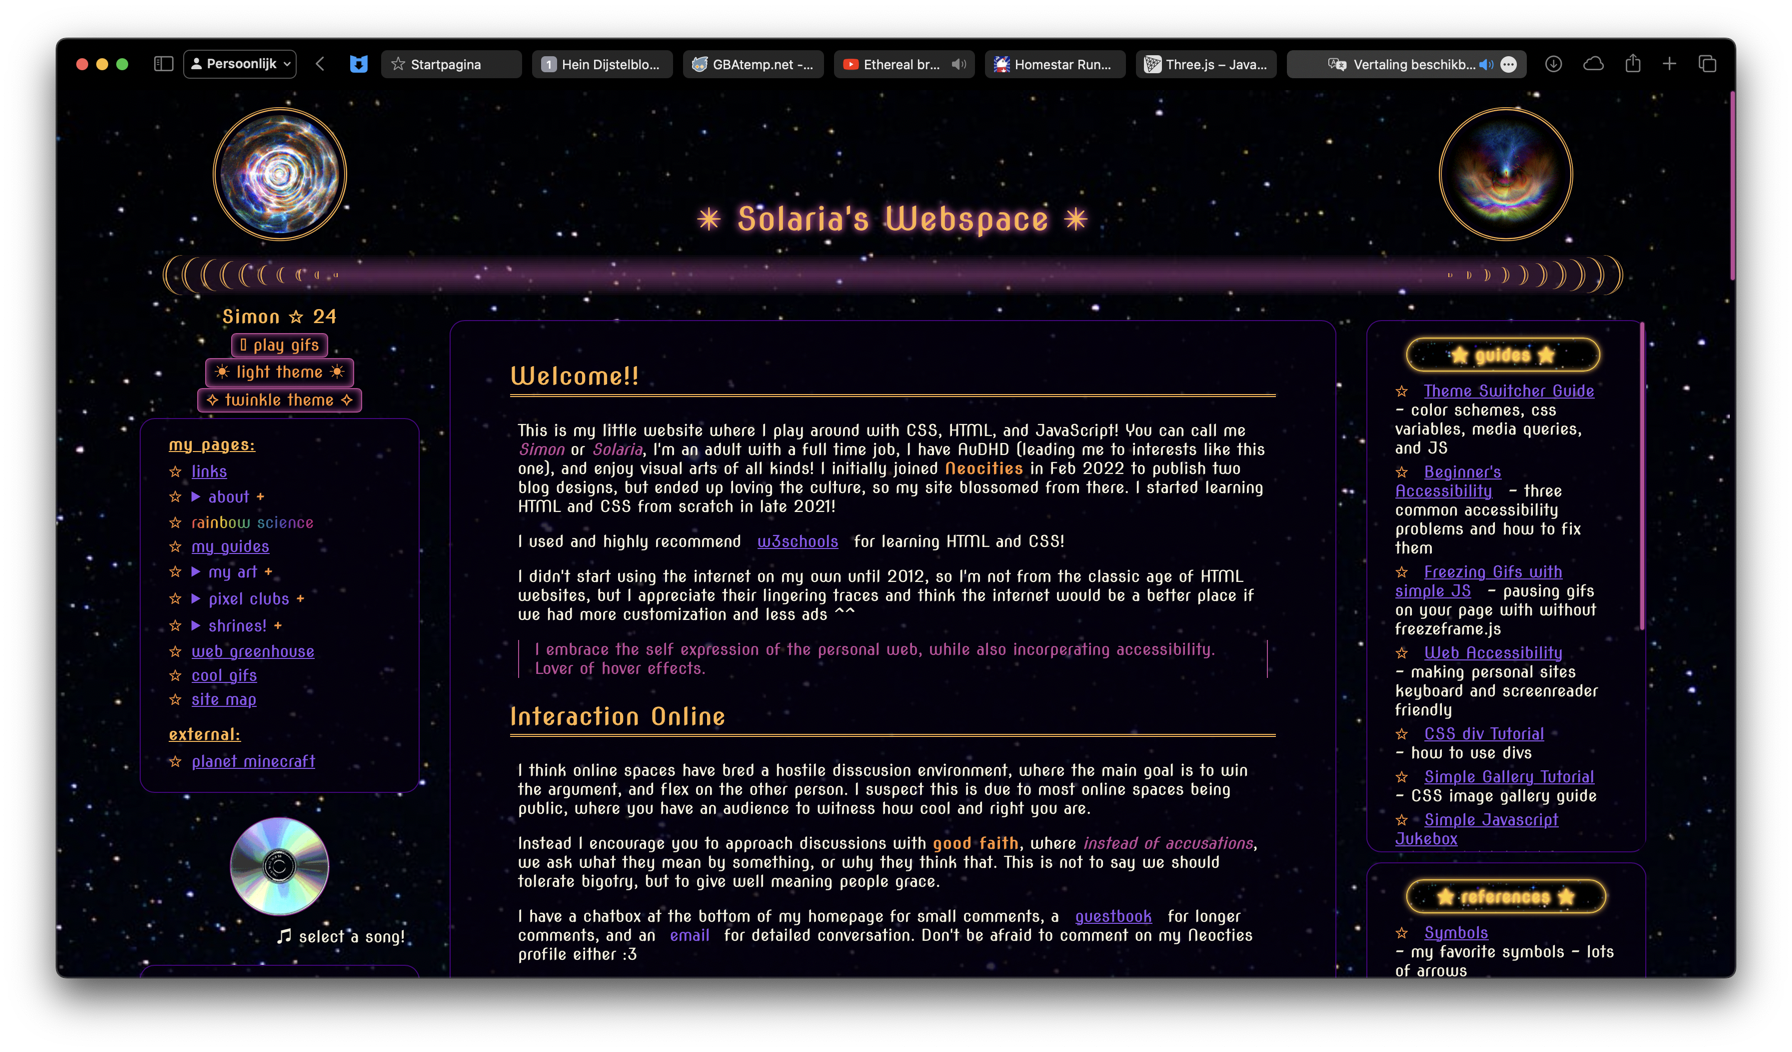 Persoonlijk
Startpagina
1 Hein Dijstelblo...
GBAtemp.net -...
Ethereal br...
Homestar Run...
Three.js – Java...
Vertaling beschikb...
✴ Solaria's Webspace ✴
Simon ☆ 24
play gifs
☀ light theme ☀
✧ twinkle theme ✧
my pages:
☆ links
☆ ▶ about +
☆ rainbow science
☆ my guides
☆ ▶ my art +
☆ ▶ pixel clubs +
☆ ▶ shrines! +
☆ web greenhouse
☆ cool gifs
☆ site map
external:
☆ planet minecraft
♫ select a song!
Welcome!!
This is my little website where I play around with CSS, HTML, and JavaScript! You can call me
Simon or Solaria, I'm an adult with a full time job, I have AuDHD (leading me to interests like this
one), and enjoy visual arts of all kinds! I initially joined Neocities in Feb 2022 to publish two
blog designs, but ended up loving the culture, so my site blossomed from there. I started learning
HTML and CSS from scratch in late 2021!
I used and highly recommend w3schools for learning HTML and CSS!
I didn't start using the internet on my own until 2012, so I'm not from the classic age of HTML
websites, but I appreciate their lingering traces and think the internet would be a better place if
we had more customization and less ads ^^
I embrace the self expression of the personal web, while also incorperating accessibility.
Lover of hover effects.
Interaction Online
I think online spaces have bred a hostile disscusion environment, where the main goal is to win
the argument, and flex on the other person. I suspect this is due to most online spaces being
public, where you have an audience to witness how cool and right you are.
Instead I encourage you to approach discussions with good faith, where instead of accusations,
we ask what they mean by something, or why they think that. This is not to say we should
tolerate bigotry, but to give well meaning people grace.
I have a chatbox at the bottom of my homepage for small comments, a guestbook for longer
comments, and an email for detailed conversation. Don't be afraid to comment on my Neocties
profile either :3
★ guides ★
☆ Theme Switcher Guide
- color schemes, css
variables, media queries,
and JS
☆ Beginner's
Accessibility - three
common accessibility
problems and how to fix
them
☆ Freezing Gifs with
simple JS - pausing gifs
on your page with without
freezeframe.js
☆ Web Accessibility
- making personal sites
keyboard and screenreader
friendly
☆ CSS div Tutorial
- how to use divs
☆ Simple Gallery Tutorial
- CSS image gallery guide
☆ Simple Javascript
Jukebox
★ references ★
☆ Symbols
- my favorite symbols - lots
of arrows